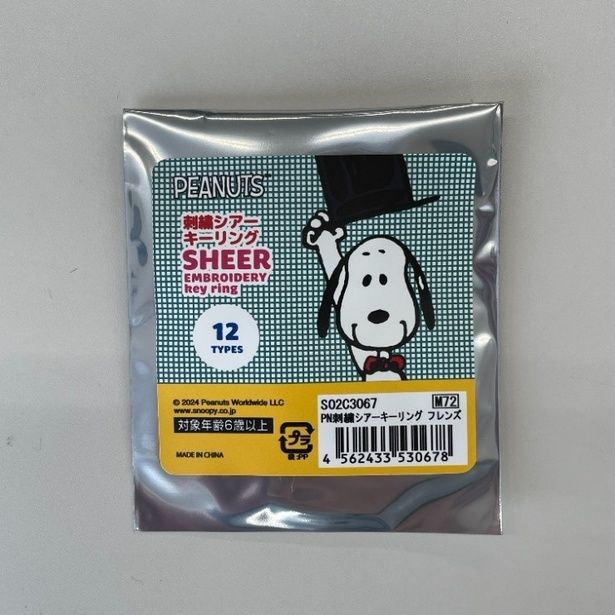 PEANUTS™
刺繍シアー
キーリング
SHEER
EMBROIDERY
key ring
12
TYPES
© 2024 Peanuts Worldwide LLC
www.snoopy.co.jp
対象年齢6歳以上
MADE IN CHINA
プラ
袋:PP
S02C3067 M72
PN刺繍シアーキーリング フレンズ
4 562433 530678